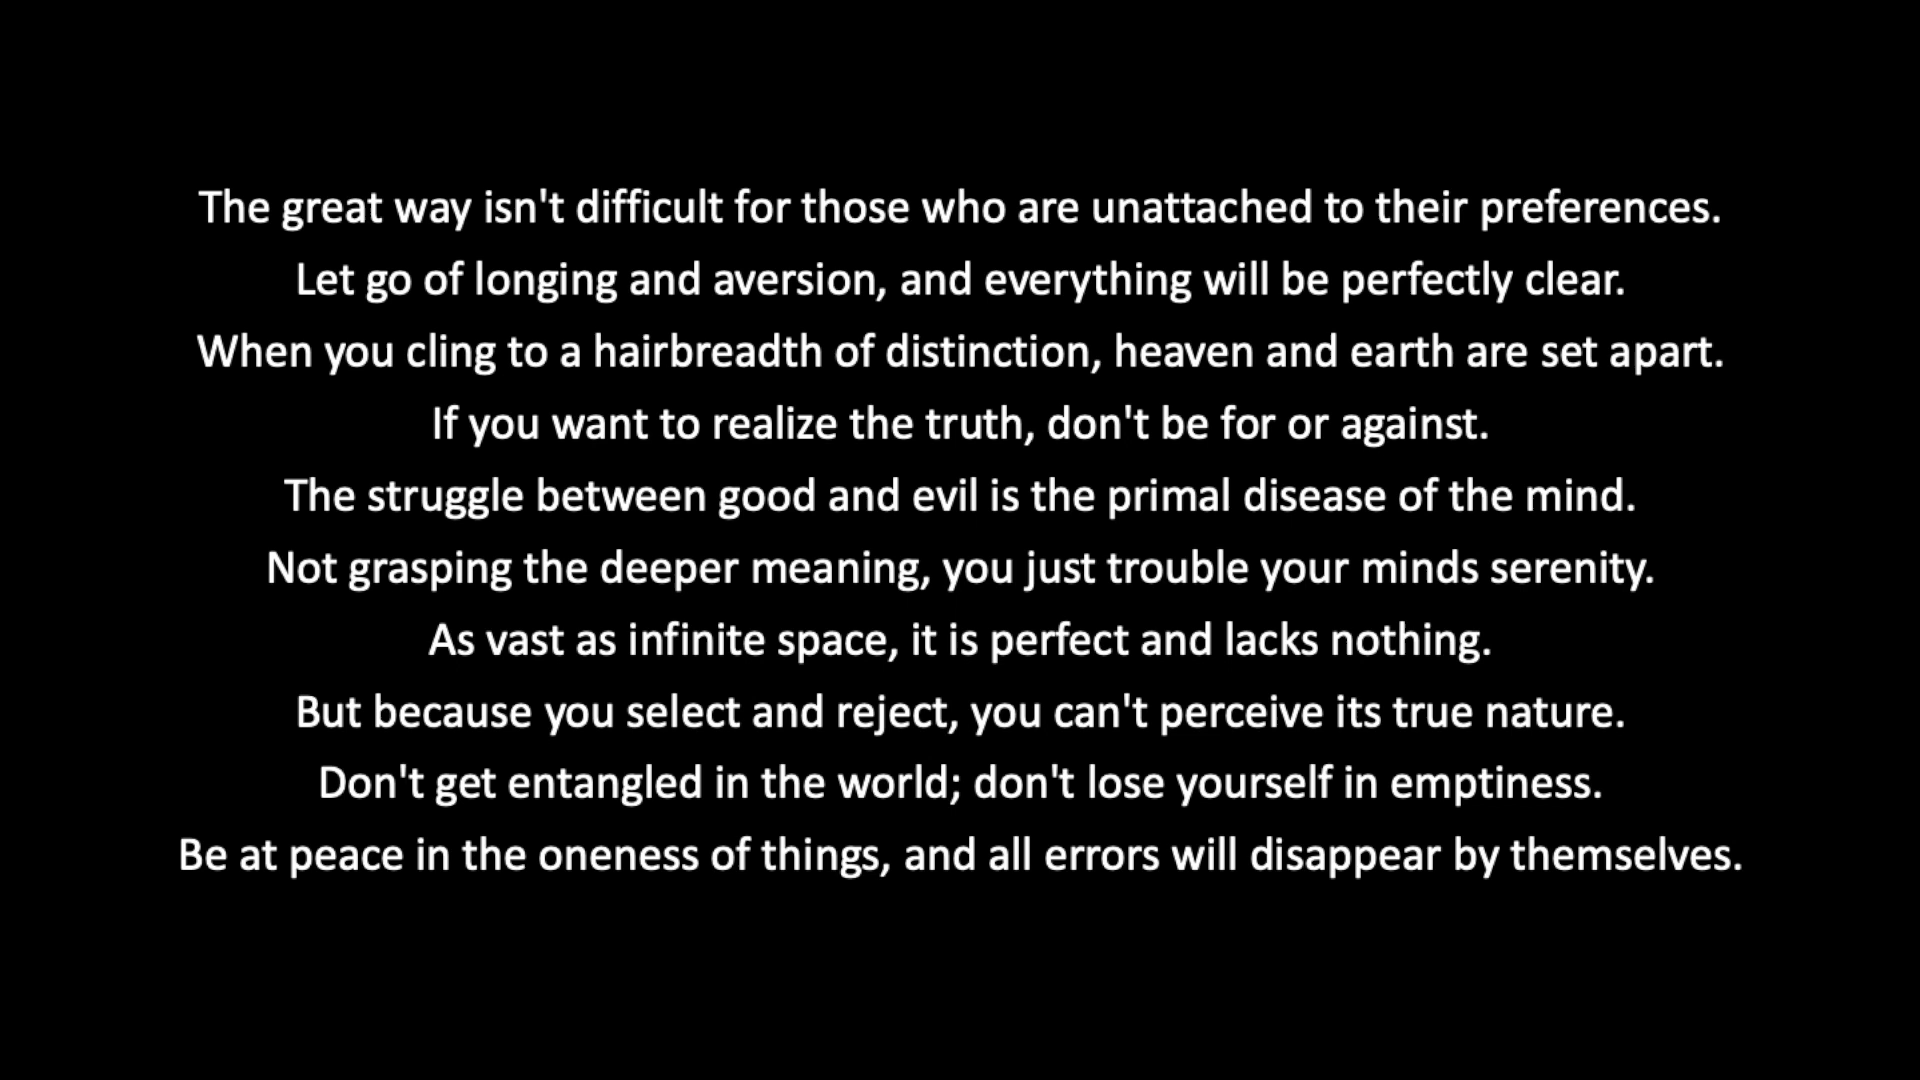 The great way isn't difficult for those who are unattached to their preferences.
Let go of longing and aversion, and everything will be perfectly clear.
When you cling to a hairbreadth of distinction, heaven and earth are set apart.
If you want to realize the truth, don't be for or against.
The struggle between good and evil is the primal disease of the mind.
Not grasping the deeper meaning, you just trouble your minds serenity.
As vast as infinite space, it is perfect and lacks nothing.
But because you select and reject, you can't perceive its true nature.
Don't get entangled in the world; don't lose yourself in emptiness.
Be at peace in the oneness of things, and all errors will disappear by themselves.